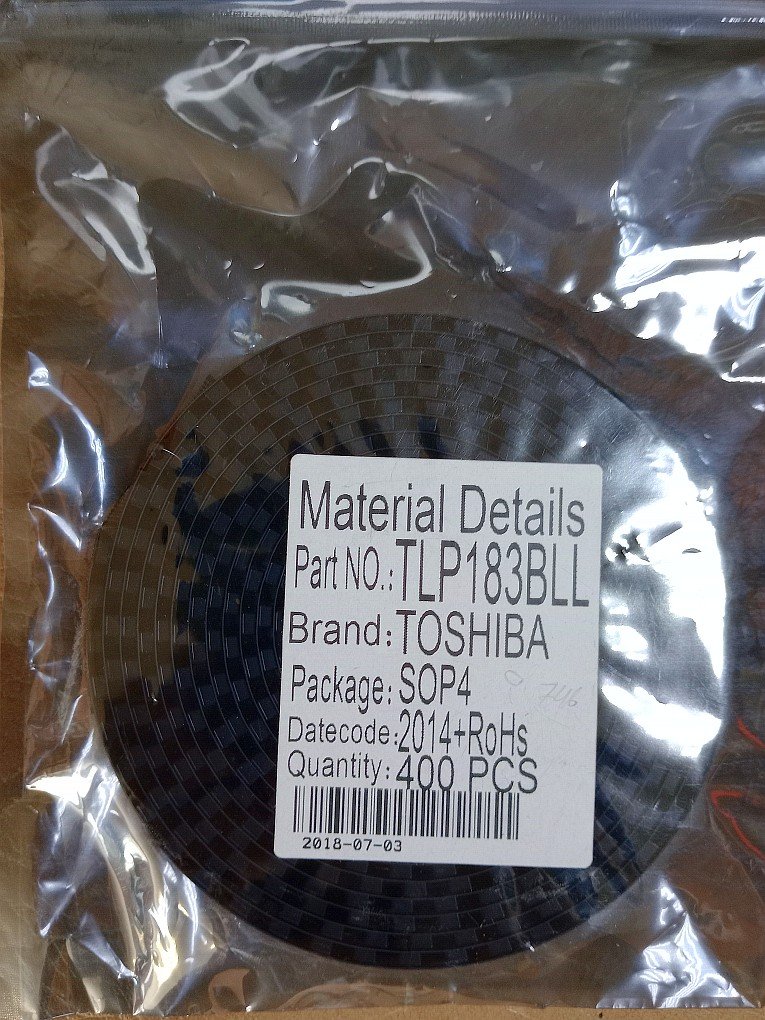 Material Details
Part NO.:TLP183BLL
Brand:TOSHIBA
Package:SOP4
Datecode:2014+RoHs
Quantity:400 PCS
2018-07-03